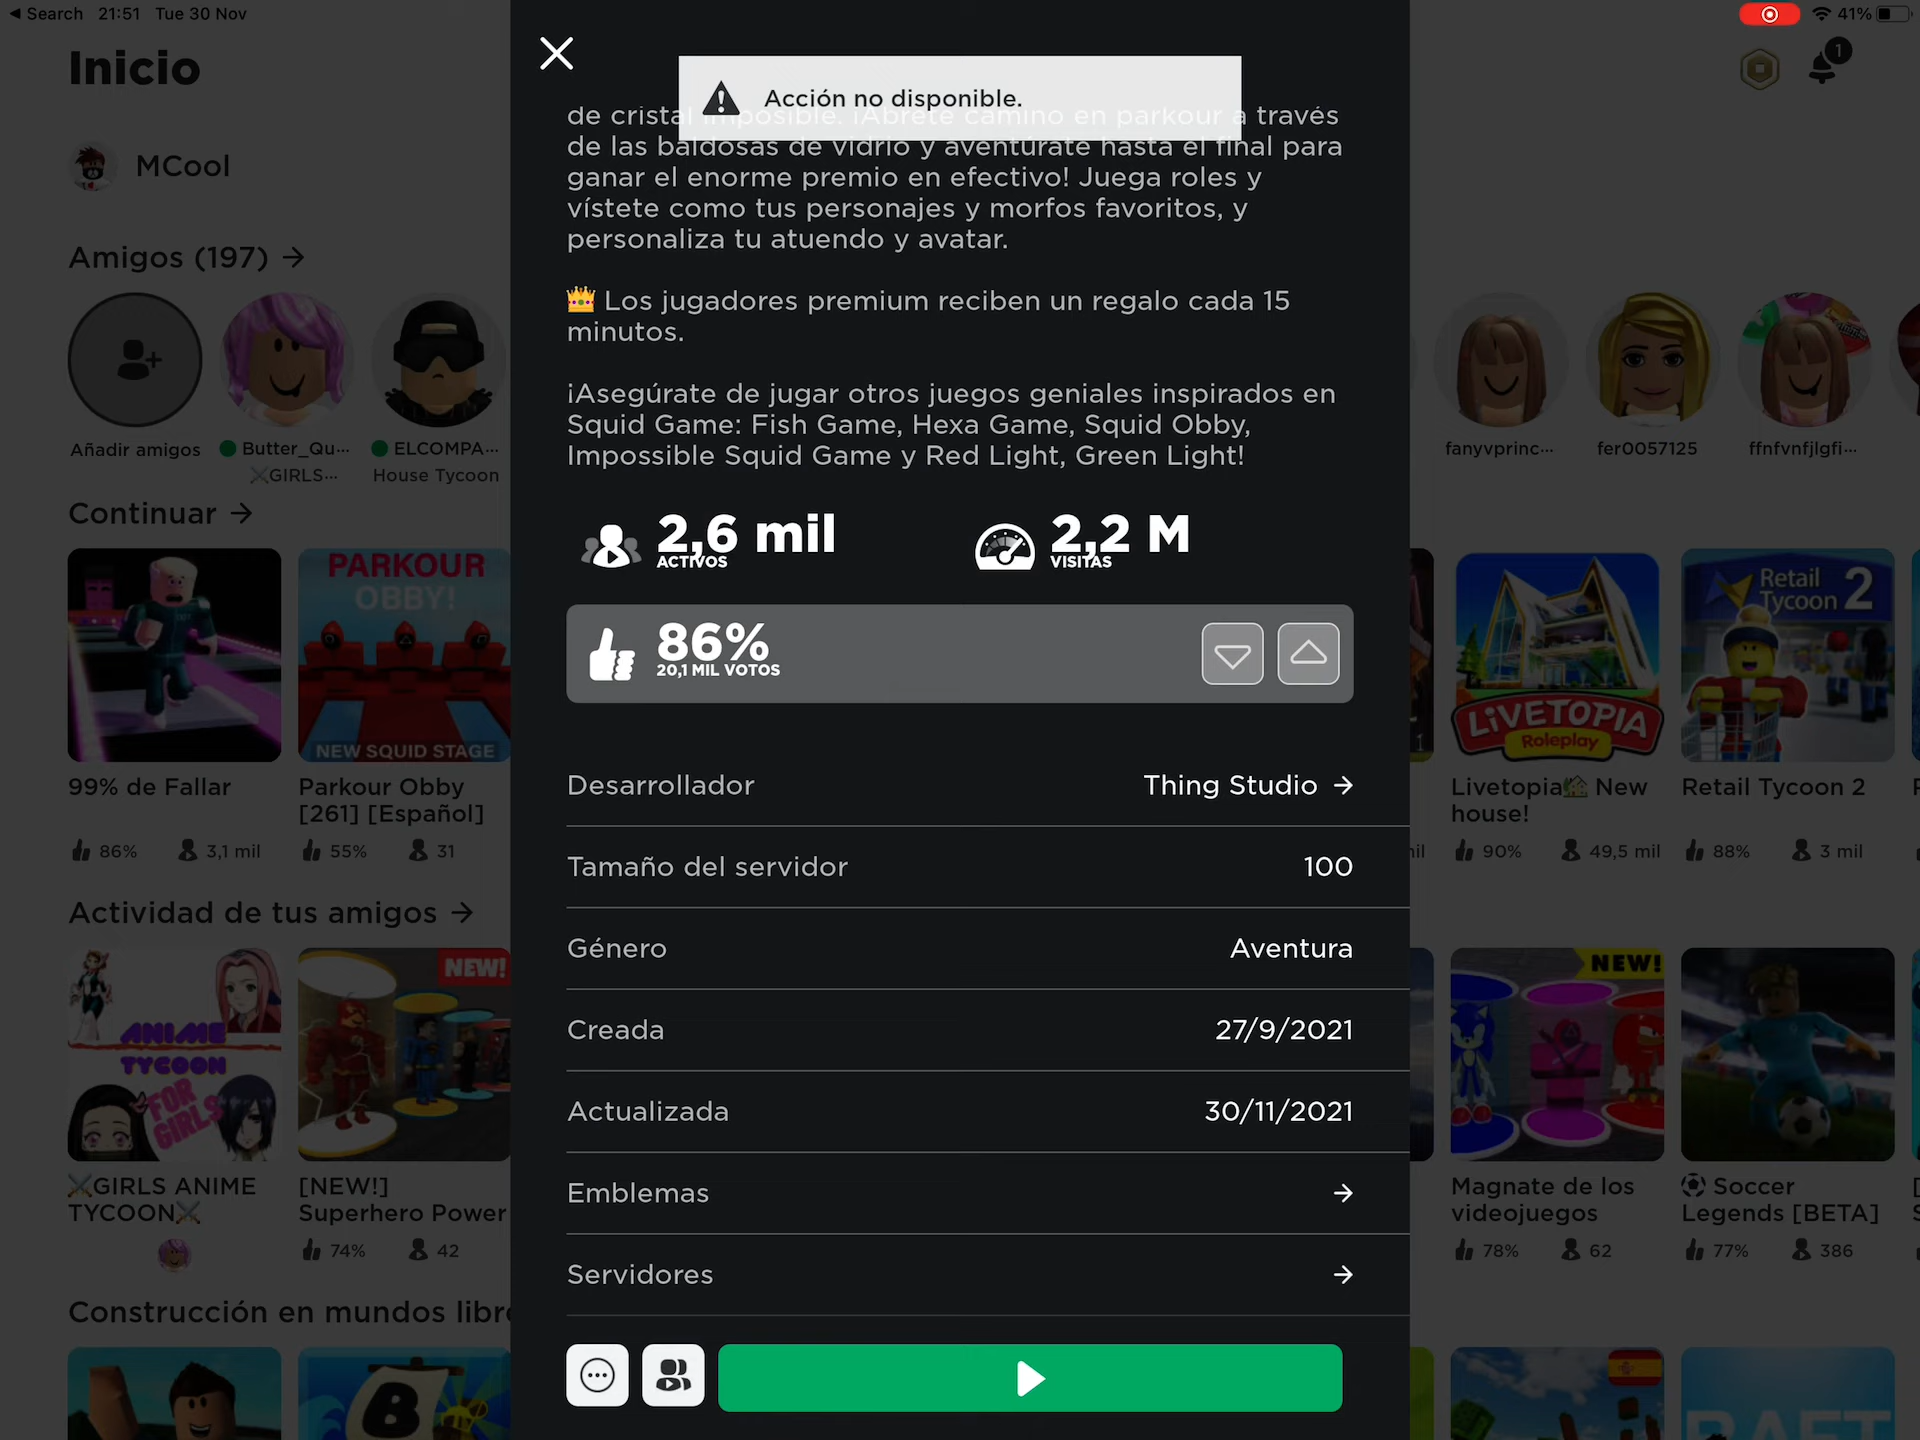 Search 21:51 Tue 30 Nov
41%
Inicio
1
MCool
Amigos (197)
Añadir amigos
Butter_Qu...
GIRLS...
ELCOMPA...
House Tycoon
fanyvprinc...
fer0057125
ffnfvnfjlgfi...
Continuar
PARKOUR
OBBY!
NEW SQUID STAGE
99% de Fallar
86% 3,1 mil
Parkour Obby
[261] [Español]
55% 31
LIVETOPIA
Roleplay
Livetopia New
house!
90% 49,5 mil
Retail
Tycoon 2
Retail Tycoon 2
88% 3 mil
Actividad de tus amigos
ANIME
TYCOON
FOR
GIRLS
GIRLS ANIME
TYCOON
NEW!
[NEW!]
Superhero Power
74% 42
NEW!
Magnate de los
videojuegos
78% 62
Soccer
Legends [BETA]
77% 386
Construcción en mundos libre
B
Acción no disponible.
de cristal imposible. ¡Ábrete camino en parkour a través
de las baldosas de vidrio y aventúrate hasta el final para
ganar el enorme premio en efectivo! Juega roles y
vístete como tus personajes y morfos favoritos, y
personaliza tu atuendo y avatar.
👑 Los jugadores premium reciben un regalo cada 15
minutos.
¡Asegúrate de jugar otros juegos geniales inspirados en
Squid Game: Fish Game, Hexa Game, Squid Obby,
Impossible Squid Game y Red Light, Green Light!
2,6 mil
ACTIVOS
2,2 M
VISITAS
86%
20,1 MIL VOTOS
Desarrollador Thing Studio
Tamaño del servidor 100
Género Aventura
Creada 27/9/2021
Actualizada 30/11/2021
Emblemas
Servidores